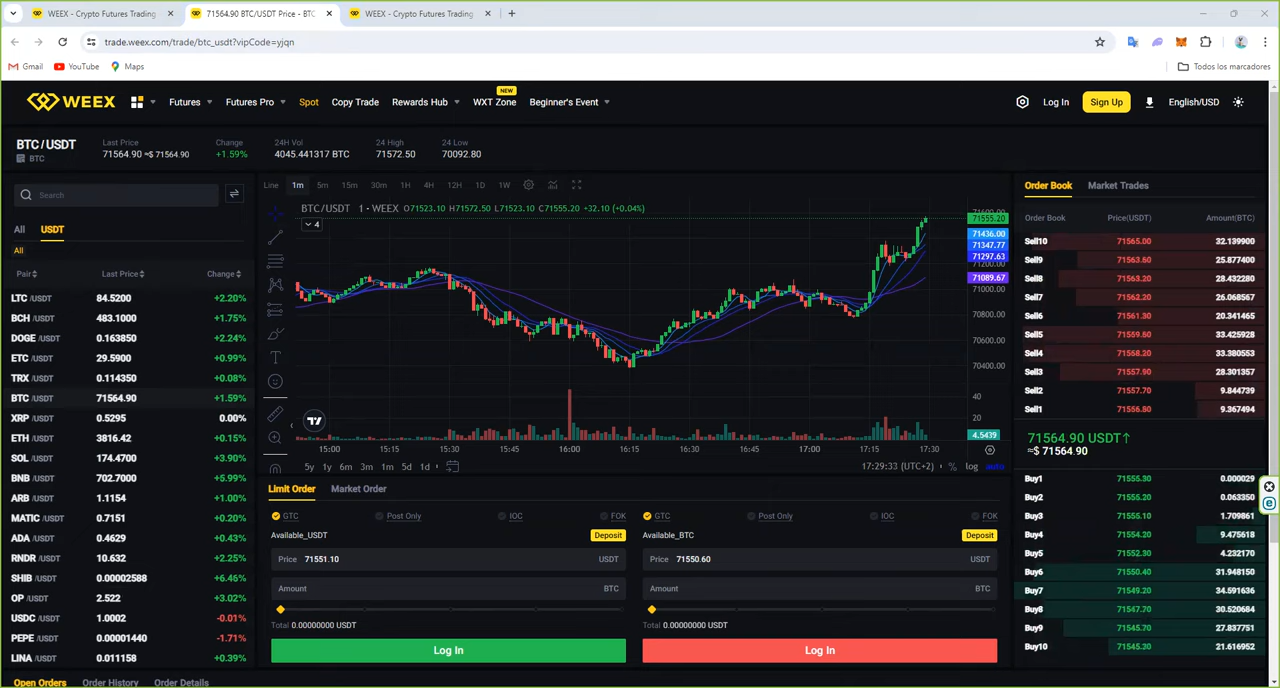 WEEX - Crypto Futures Trading
71564.90 BTC/USDT Price - BTC
WEEX - Crypto Futures Trading
trade.weex.com/trade/btc_usdt?vipCode=yjqn
Gmail YouTube Maps Todos los marcadores
WEEX Futures Futures Pro Spot Copy Trade Rewards Hub WXT Zone NEW Beginner's Event Log In Sign Up English/USD
BTC/USDT
BTC
Last Price
71564.90 ≈$ 71564.90
Change
+1.59%
24H Vol
4045.441317 BTC
24 High
71572.50
24 Low
70092.80
Search
All USDT
All
Pair Last Price Change
LTC /USDT 84.5200 +2.20%
BCH /USDT 483.1000 +1.75%
DOGE /USDT 0.163850 +2.24%
ETC /USDT 29.5900 +0.99%
TRX /USDT 0.114350 +0.08%
BTC /USDT 71564.90 +1.59%
XRP /USDT 0.5295 0.00%
ETH /USDT 3816.42 +0.15%
SOL /USDT 174.4700 +3.90%
BNB /USDT 702.7000 +5.99%
ARB /USDT 1.1154 +1.00%
MATIC /USDT 0.7151 +0.20%
ADA /USDT 0.4629 +0.43%
RNDR /USDT 10.632 +2.25%
SHIB /USDT 0.00002588 +6.46%
OP /USDT 2.522 +3.02%
USDC /USDT 1.0002 -0.01%
PEPE /USDT 0.00001440 -1.71%
LINA /USDT 0.011158 +0.39%
Line 1m 5m 15m 30m 1H 4H 12H 1D 1W
BTC/USDT · 1 · WEEX O71523.10 H71572.50 L71523.10 C71555.20 +32.10 (+0.04%)
4
71555.20
71436.00
71347.77
71297.63
71200.00
71089.67
71000.00
70800.00
70600.00
70400.00
40
20
4.5439
15:00 15:15 15:30 15:45 16:00 16:15 16:30 16:45 17:00 17:15 17:30
5y 1y 6m 3m 1m 5d 1d 17:29:33 (UTC+2) % log auto
Limit Order Market Order
GTC Post Only IOC FOK
Available_USDT Deposit
Price 71551.10 USDT
Amount BTC
Total 0.00000000 USDT
Log In
GTC Post Only IOC FOK
Available_BTC Deposit
Price 71550.60 USDT
Amount BTC
Total 0.00000000 USDT
Log In
Order Book Market Trades
Order Book Price(USDT) Amount(BTC)
Sell10 71565.00 32.139900
Sell9 71563.60 25.877400
Sell8 71563.20 28.432280
Sell7 71562.20 26.068567
Sell6 71561.30 20.341465
Sell5 71559.60 33.425928
Sell4 71558.20 33.380553
Sell3 71557.90 28.301357
Sell2 71557.70 9.844739
Sell1 71556.80 9.367494
71564.90 USDT↑
≈$ 71564.90
Buy1 71555.30 0.000029
Buy2 71555.20 0.063350
Buy3 71555.10 1.709861
Buy4 71554.20 9.475618
Buy5 71552.30 4.232170
Buy6 71550.40 31.948150
Buy7 71549.20 34.591636
Buy8 71547.70 30.520684
Buy9 71545.70 27.837751
Buy10 71545.30 21.616952
Open Orders Order History Order Details